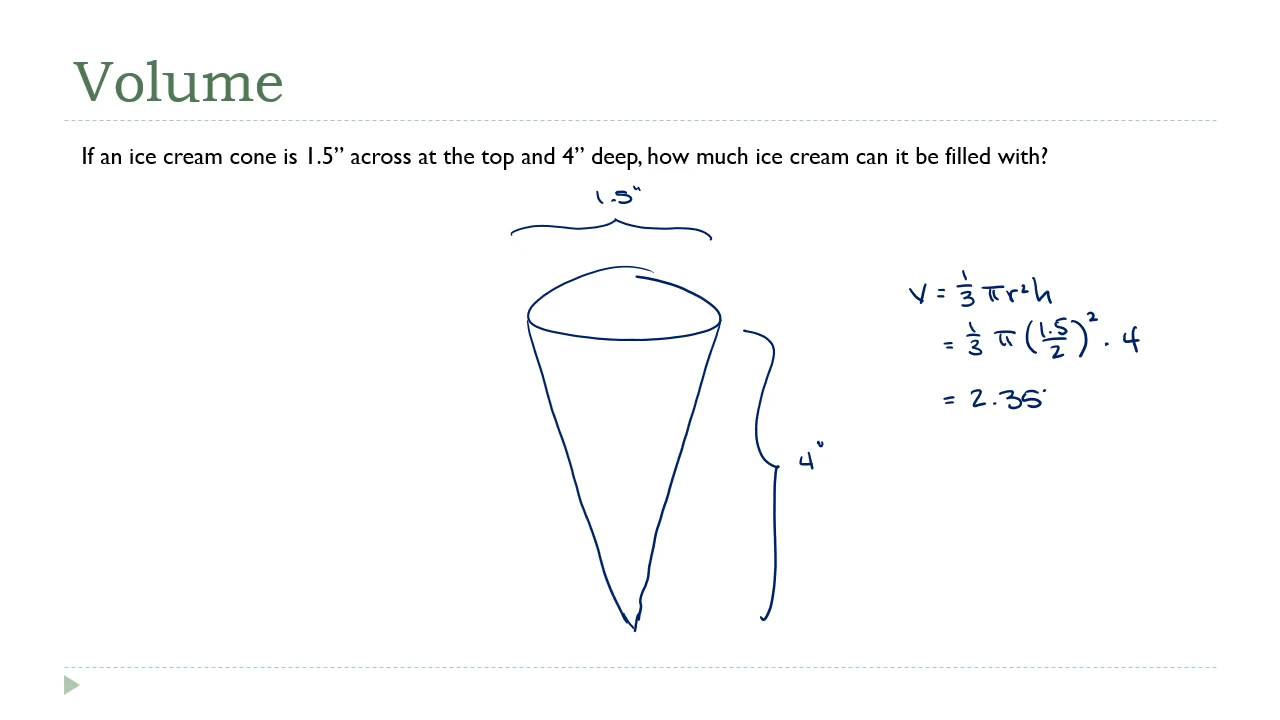 Volume
If an ice cream cone is 1.5” across at the top and 4” deep, how much ice cream can it be filled with?
1.5"
V = 1/3 πr²h
= 1/3 π (1.5/2)² · 4
= 2.35
4"